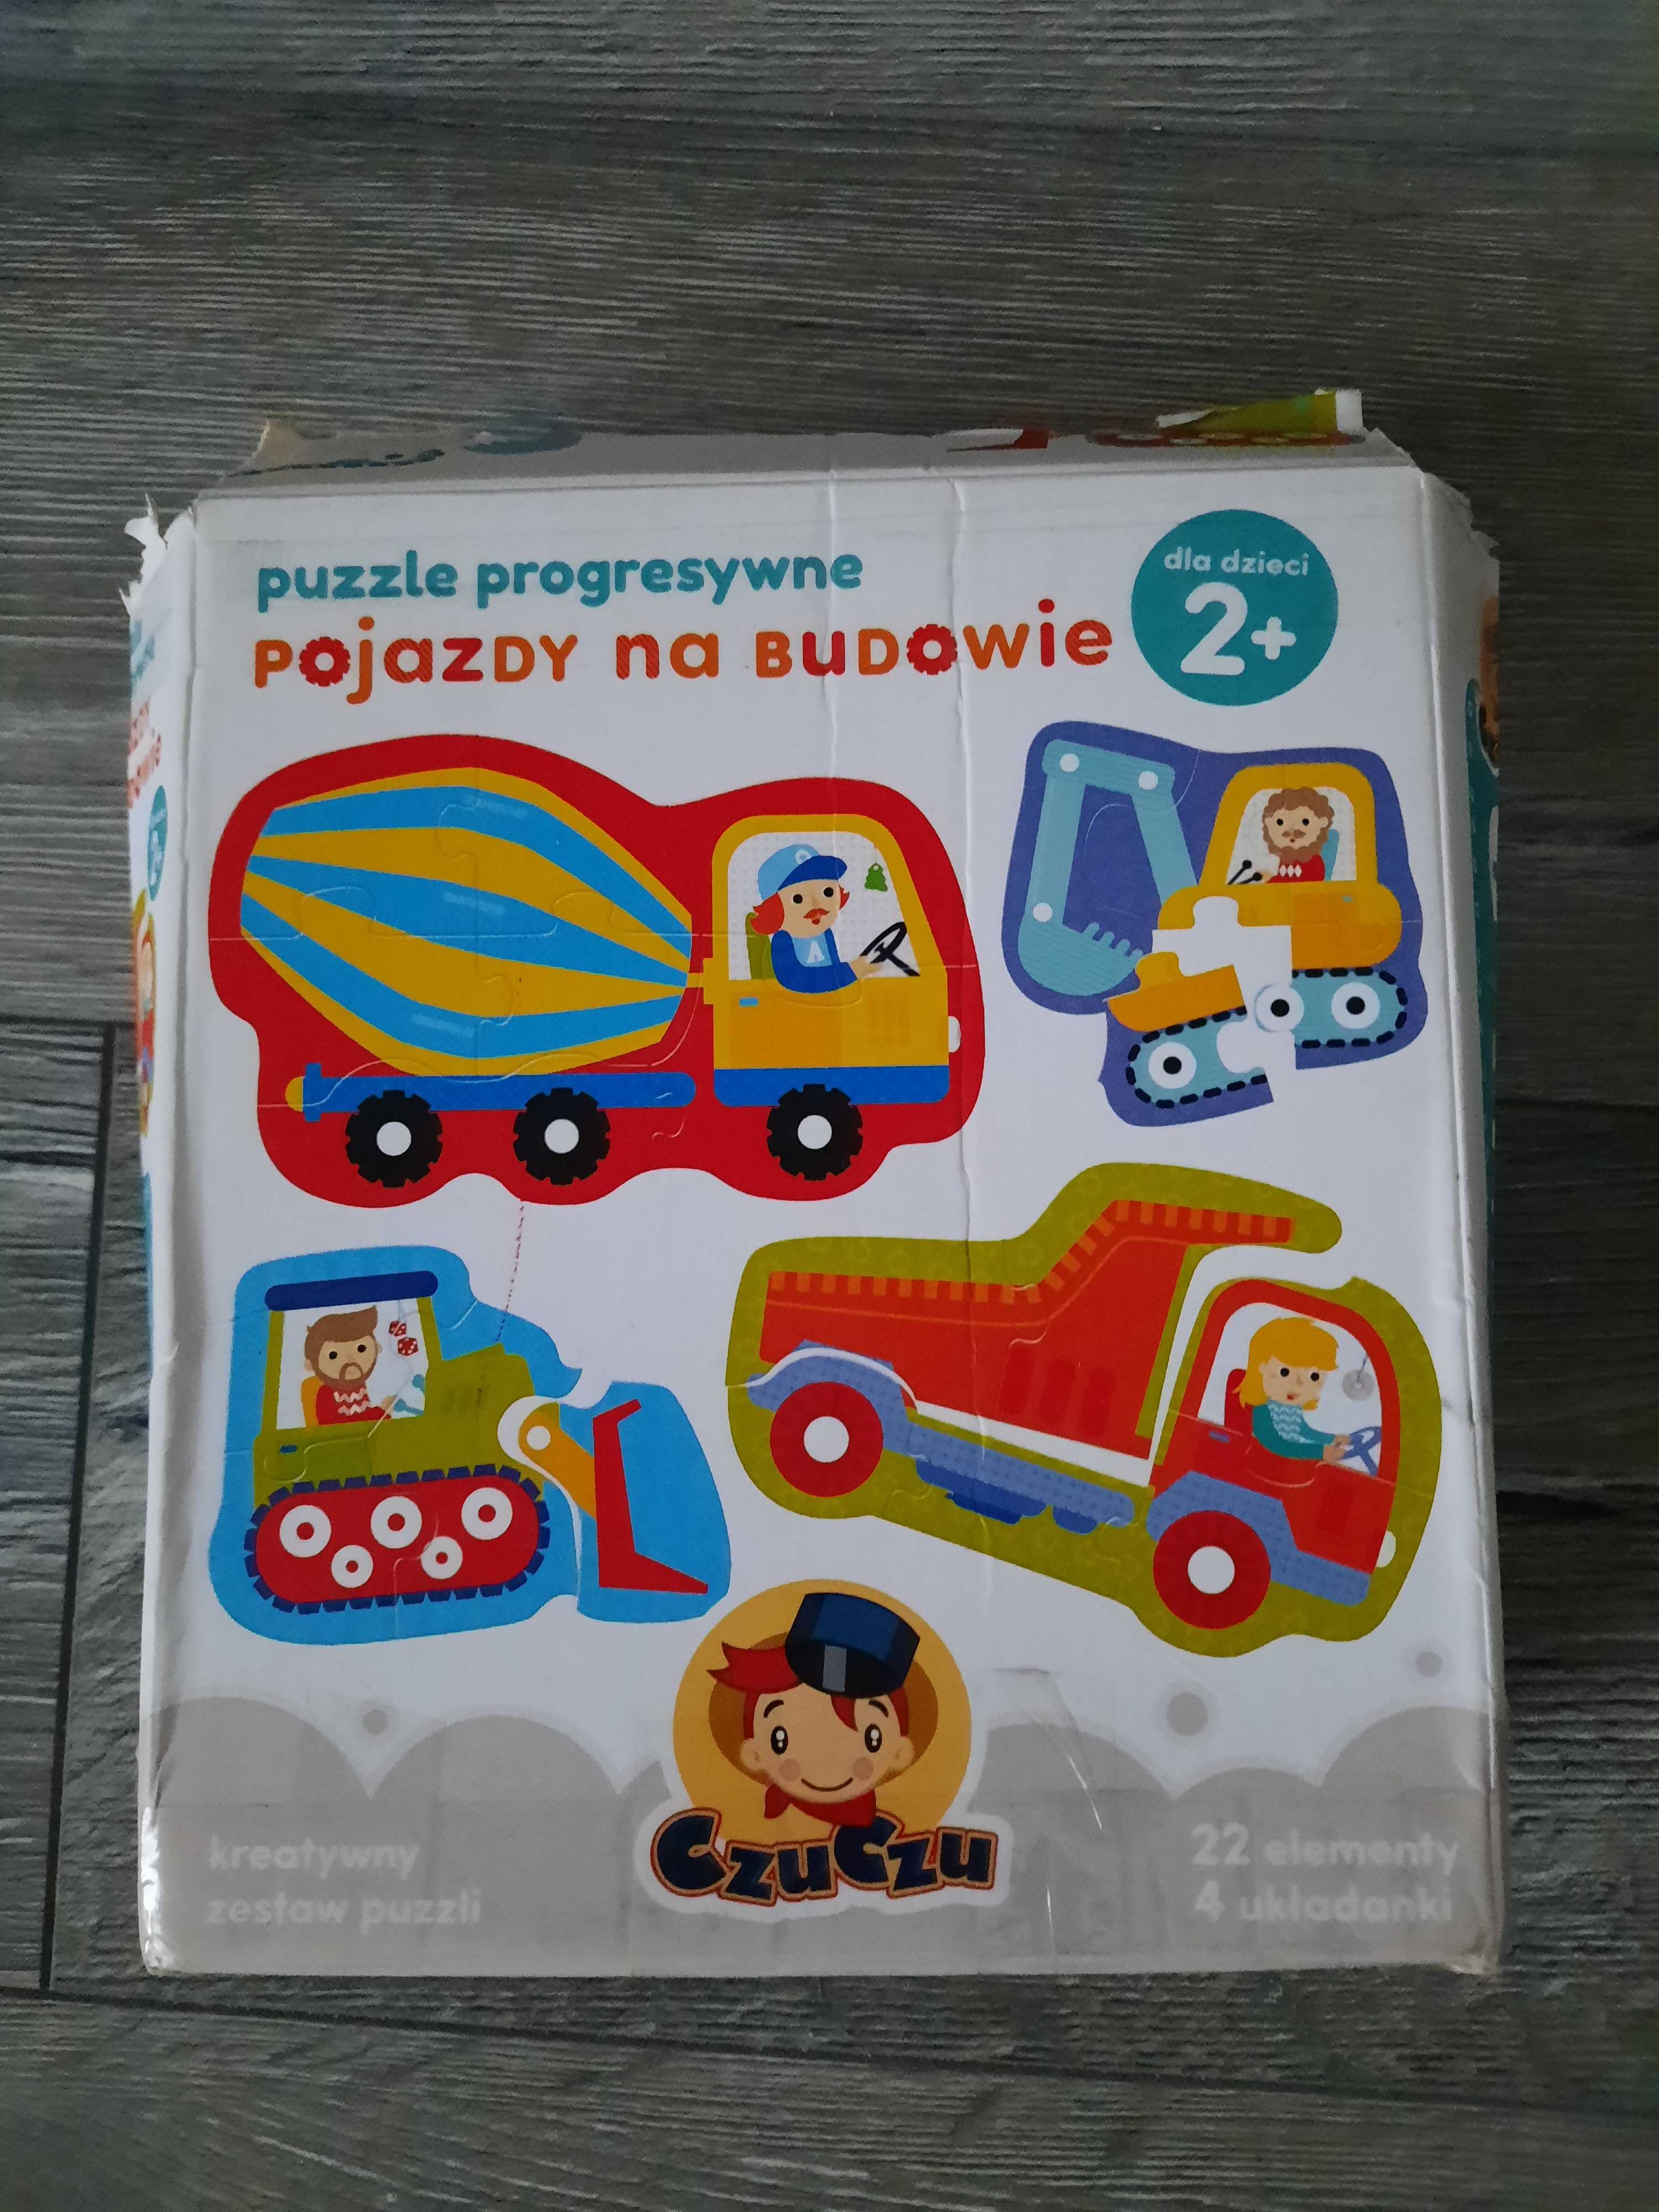 puzzle progresywne
POjaZDY na BUDOwie
dla dzieci
2+
A
kreatywny
zestaw puzzli
CzuCzu
22 elementy
4 układanki